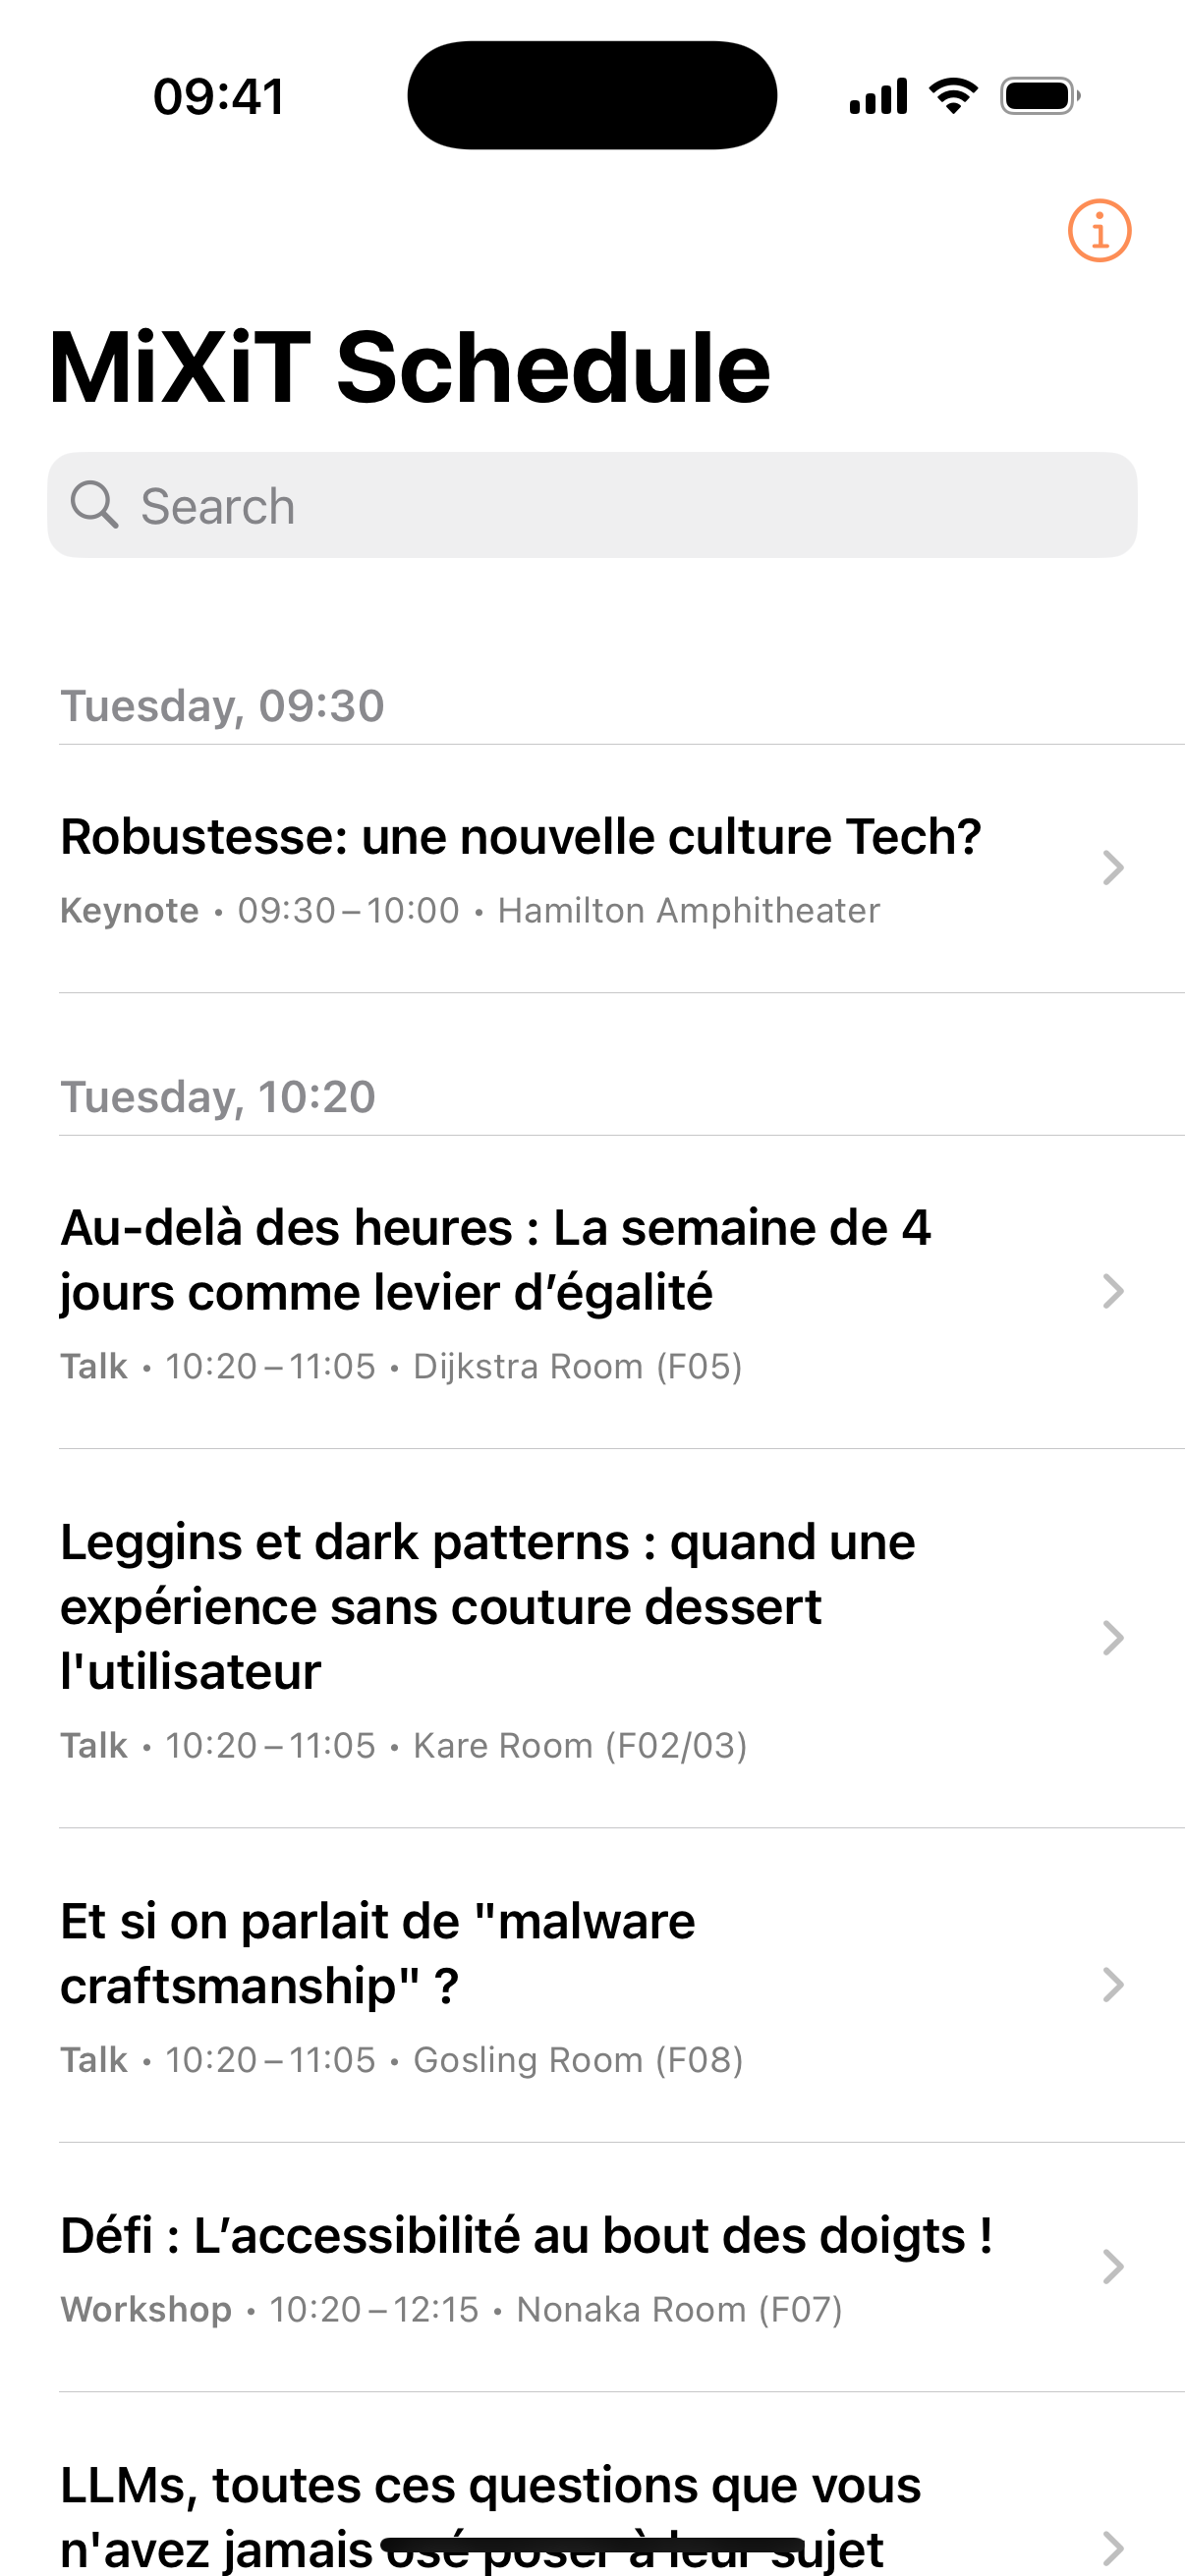 09:41
MiXiT Schedule
Search
Tuesday, 09:30
Robustesse: une nouvelle culture Tech?
Keynote • 09:30 – 10:00 • Hamilton Amphitheater
Tuesday, 10:20
Au-delà des heures : La semaine de 4
jours comme levier d’égalité
Talk • 10:20 – 11:05 • Dijkstra Room (F05)
Leggins et dark patterns : quand une
expérience sans couture dessert
l'utilisateur
Talk • 10:20 – 11:05 • Kare Room (F02/03)
Et si on parlait de "malware
craftsmanship" ?
Talk • 10:20 – 11:05 • Gosling Room (F08)
Défi : L’accessibilité au bout des doigts !
Workshop • 10:20 – 12:15 • Nonaka Room (F07)
LLMs, toutes ces questions que vous
n'avez jamais osé poser à leur sujet